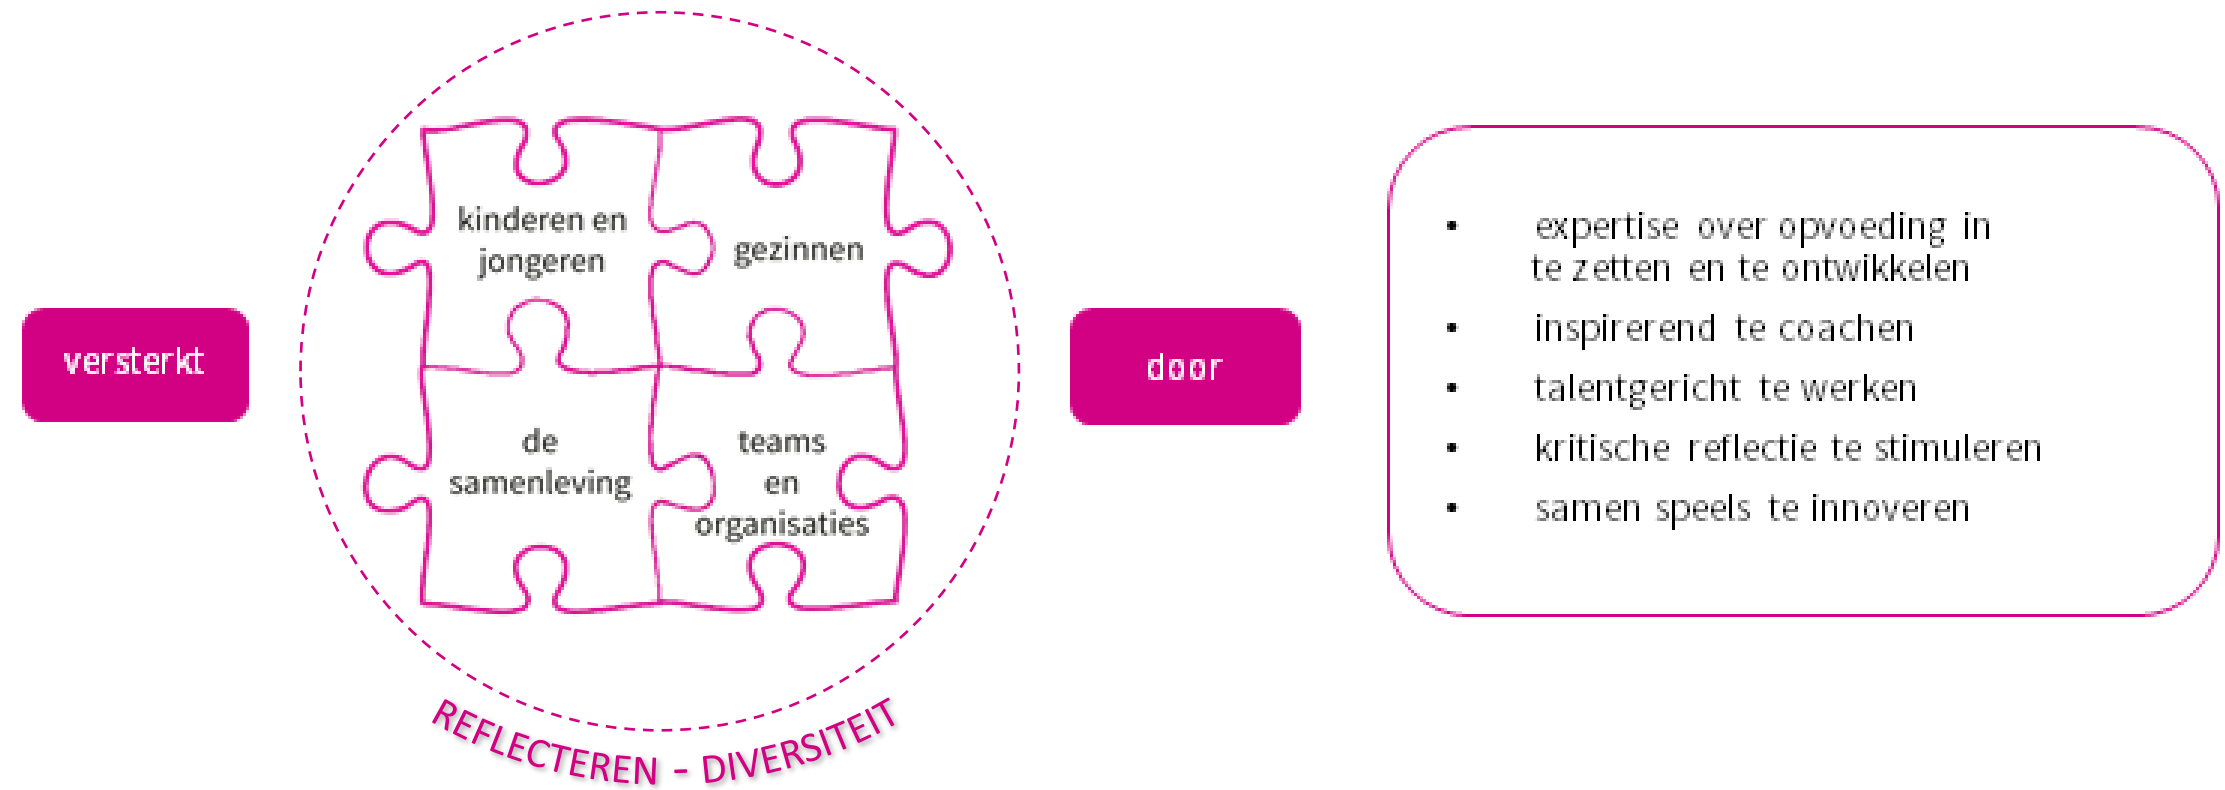 versterkt
kinderen en
jongeren
gezinnen
de
samenleving
teams
en
organisaties
REFLECTEREN - DIVERSITEIT
door
• expertise over opvoeding in
te zetten en te ontwikkelen
• inspirerend te coachen
• talentgericht te werken
• kritische reflectie te stimuleren
• samen speels te innoveren